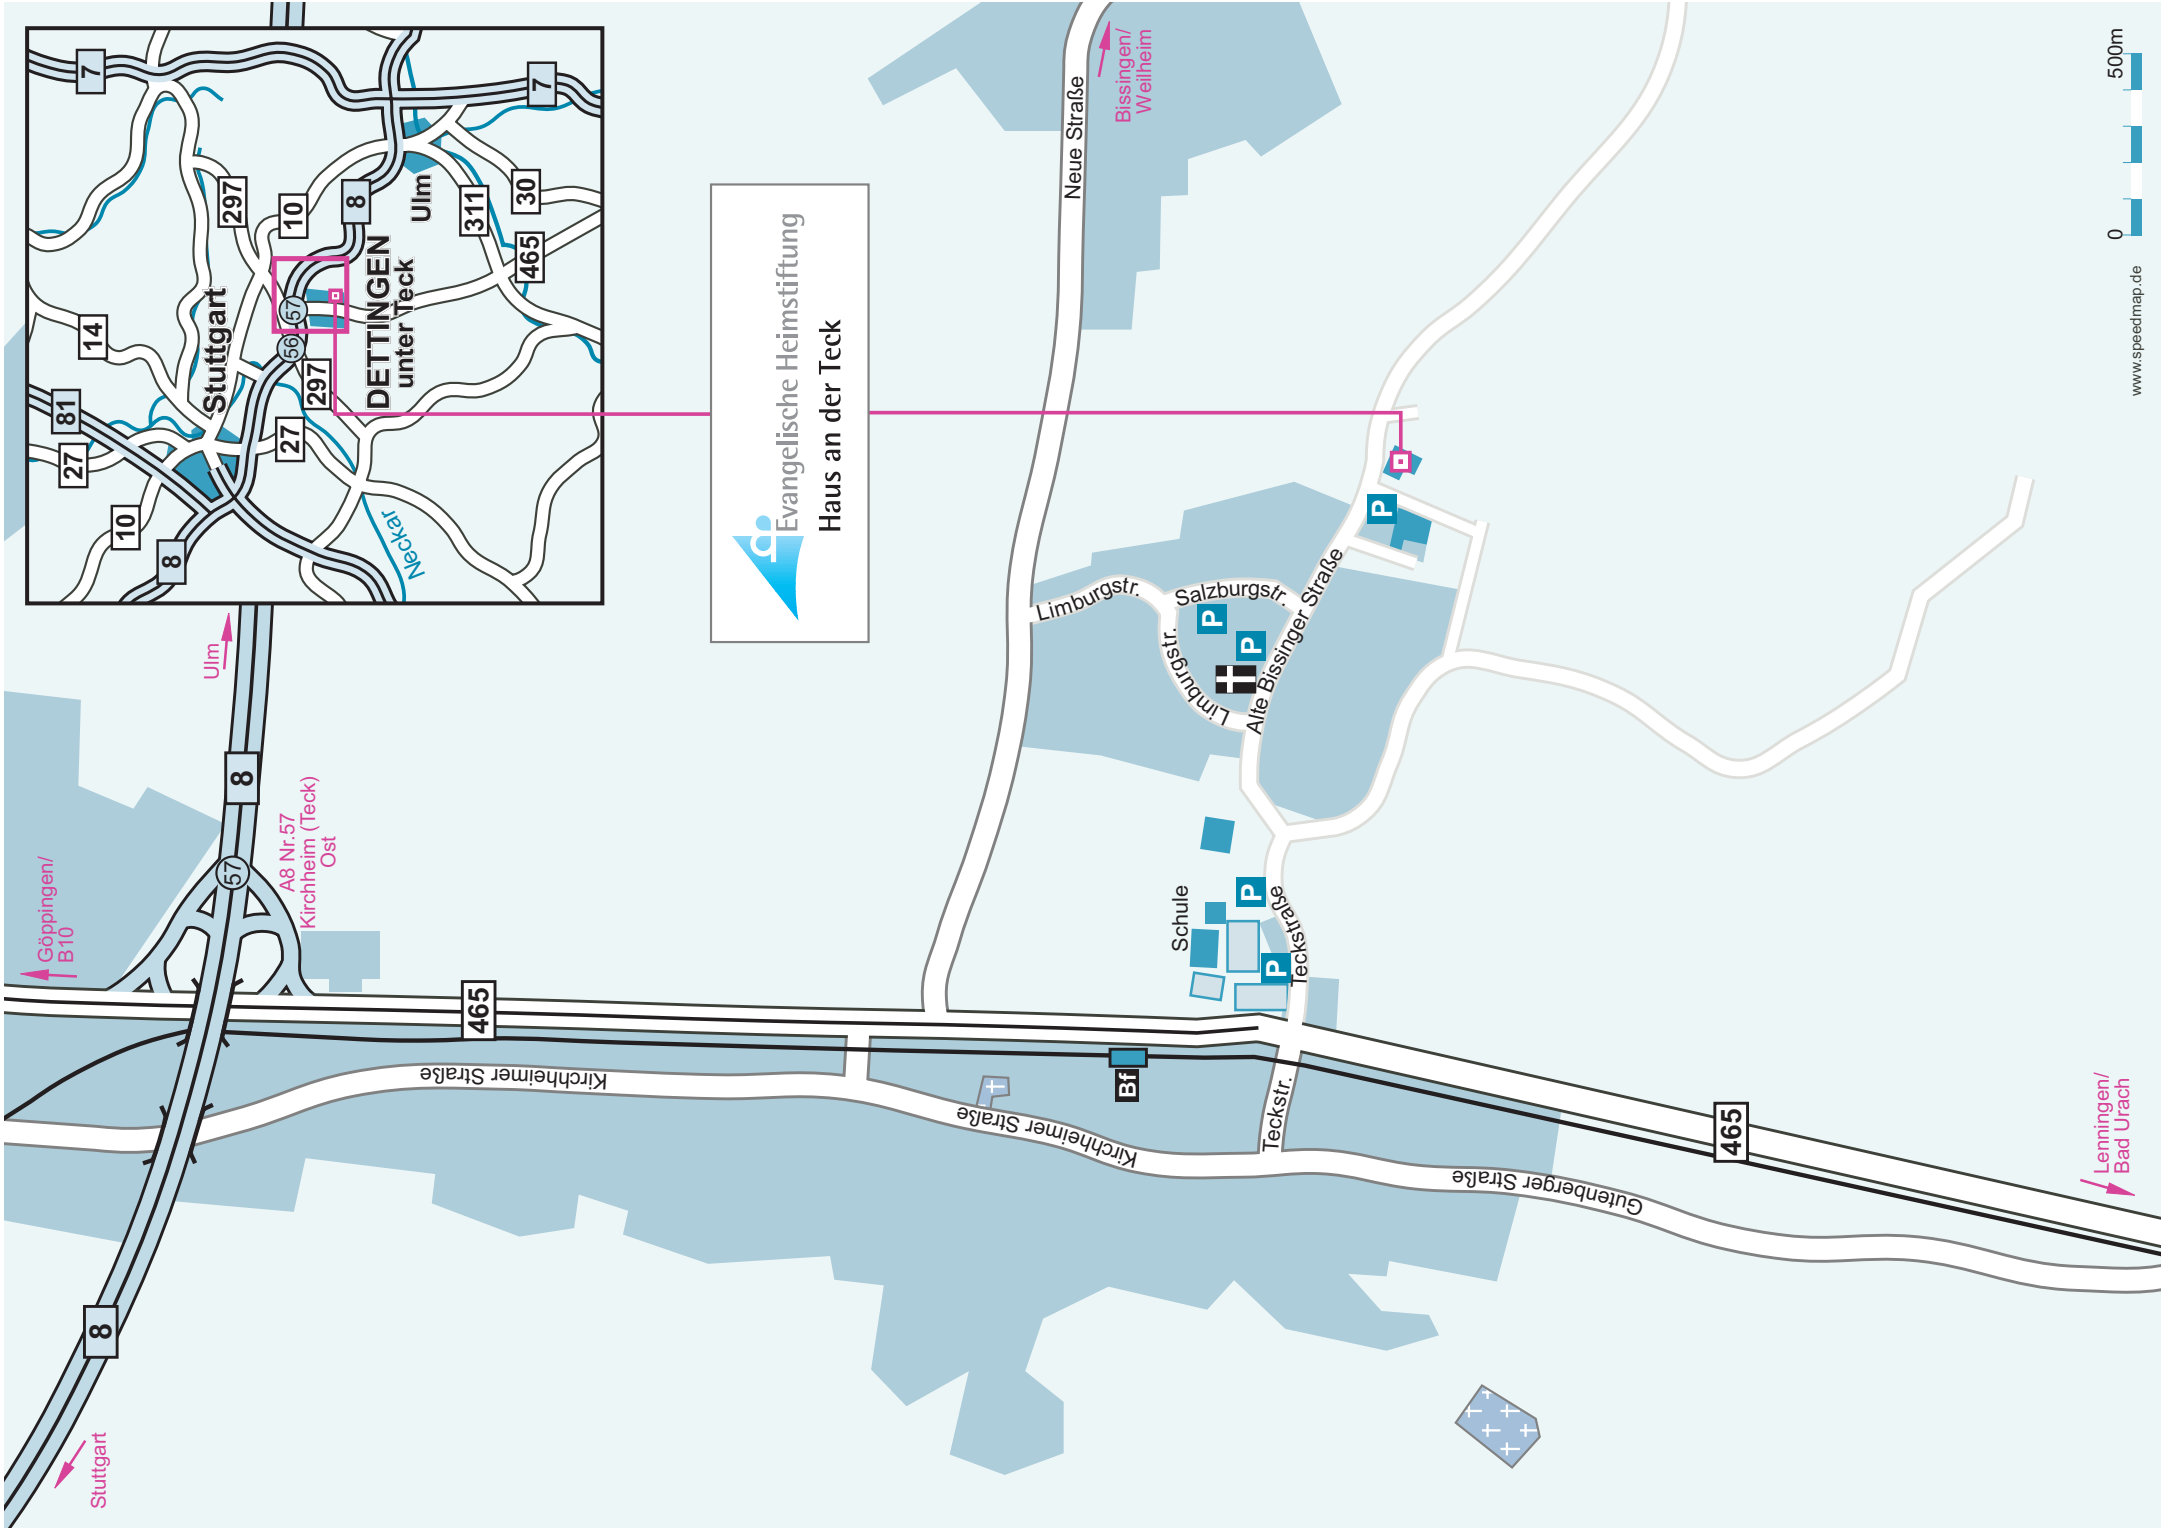 7
7
14
81
27
10
8
297
10
8
Ulm
311
30
465
Stuttgart
57
56
297
27
DETTINGEN
unter Teck
Neckar
Evangelische Heimstiftung
Haus an der Teck
Neue Straße
Bissingen/
Weilheim
0
500m
www.speedmap.de
Ulm
8
57
A8 Nr.57
Kirchheim (Teck)
Ost
Göppingen/
B10
465
Limburgstr.
Salzburgstr.
Limburgstr.
Alte Bissinger Straße
P
P
P
Schule
P
P
Teckstraße
Bf
Teckstr.
Kirchheimer Straße
Kirchheimer Straße
Gutenberger Straße
465
Lenningen/
Bad Urach
8
Stuttgart